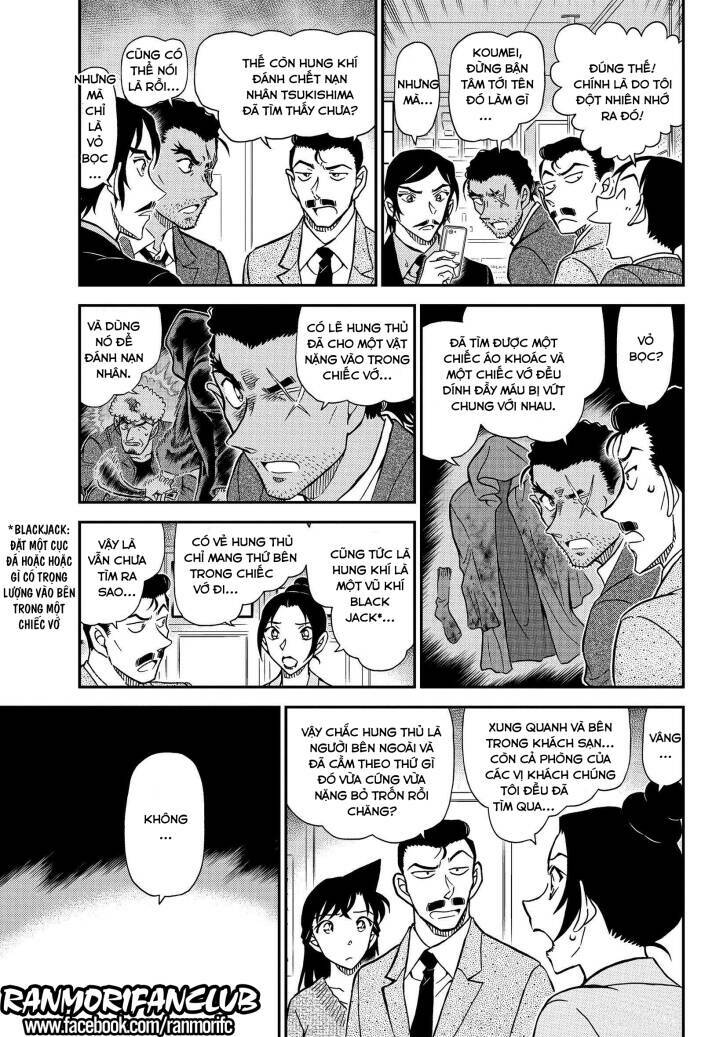 ĐÚNG THẾ!
CHÍNH LÀ DO TÔI
ĐỘT NHIÊN NHỚ
RA ĐÓ!
KOUMEI,
ĐỪNG BẬN
TÂM TỚI TÊN
ĐÓ LÀM GÌ
...
NHƯNG
MÀ...
THẾ CÒN HUNG KHÍ
ĐÁNH CHẾT NẠN
NHÂN TSUKISHIMA
ĐÃ TÌM THẤY CHƯA?
CŨNG CÓ
THỂ NÓI
LÀ RỒI...
NHƯNG
MÀ
CHỈ
LÀ VỎ
BỌC
...
VỎ
BỌC?
ĐÃ TÌM ĐƯỢC MỘT
CHIẾC ÁO KHOÁC VÀ
MỘT CHIẾC VỚ ĐỀU
DÍNH ĐẦY MÁU BỊ VỨT
CHUNG VỚI NHAU.
CÓ LẼ HUNG THỦ
ĐÃ CHO MỘT VẬT
NẶNG VÀO TRONG
CHIẾC VỚ...
VÀ DÙNG
NÓ ĐỂ
ĐÁNH NẠN
NHÂN.
CŨNG TỨC LÀ
HUNG KHÍ LÀ
MỘT VŨ KHÍ
BLACK
JACK*...
CÓ VẺ HUNG THỦ
CHỈ MANG THỨ BÊN
TRONG CHIẾC
VỚ ĐI...
VẬY LÀ
VẪN CHƯA
TÌM RA
SAO...
*BLACKJACK:
ĐẶT MỘT CỤC
ĐÁ HOẶC HOẶC
GÌ CÓ TRỌNG
LƯỢNG VÀO BÊN
TRONG MỘT
CHIẾC VỚ
VÂNG
...
XUNG QUANH VÀ BÊN
TRONG KHÁCH SẠN...
CÒN CẢ PHÒNG CỦA
CÁC VỊ KHÁCH CHÚNG
TÔI ĐỀU ĐÃ
TÌM QUA...
VẬY CHẮC HUNG THỦ LÀ
NGƯỜI BÊN NGOÀI VÀ
ĐÃ CẦM THEO THỨ GÌ
ĐÓ VỪA CỨNG VỪA
NẶNG BỎ TRỐN RỒI
CHĂNG?
KHÔNG
...
RANMORIFANCLUB
www.facebook.com/ranmorifc